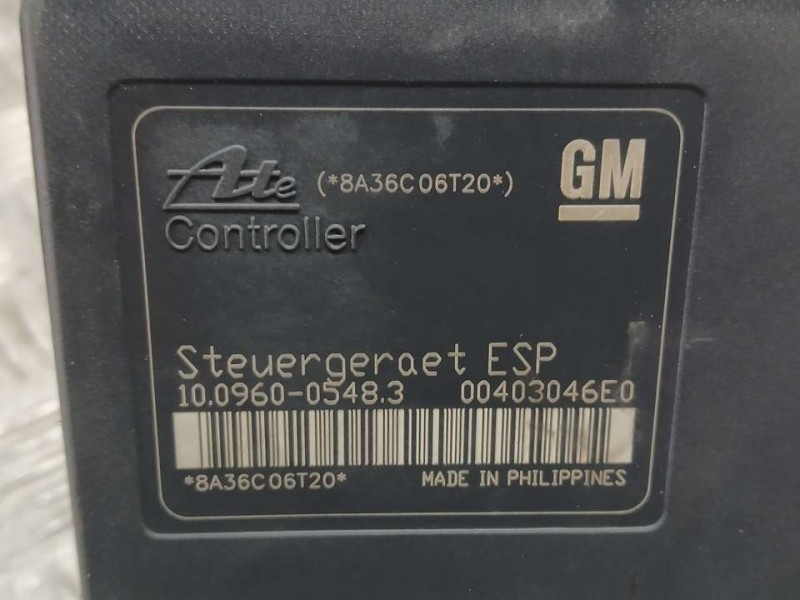 Ate (*8A36C06T20*) GM
Controller
Steuergeraet ESP
10.0960-0548.3 00403046E0
*8A36C06T20* MADE IN PHILIPPINES